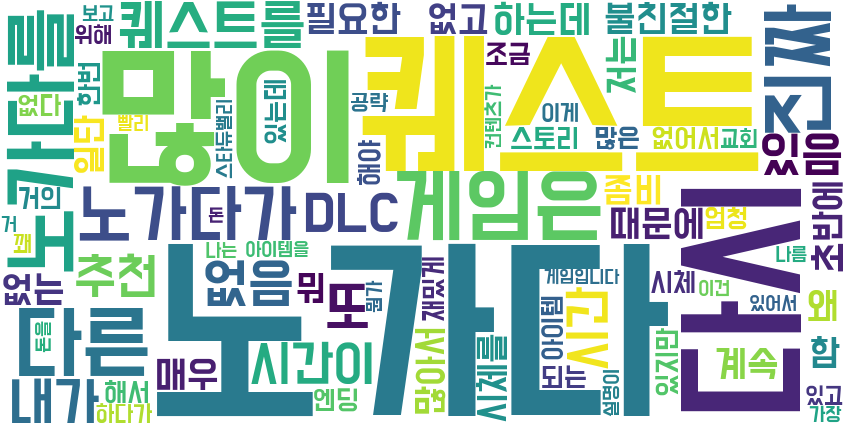 보고
위해
퀘스트를
필요한
없고
하는데
불친절한
조금
저는
진짜
노가다를
없다
한번
빨리
일단
많이
있는데
스타듀밸리
공략
퀘스트
이게
컨텐츠가
스토리
많은
없어서
교회
있음
해야
거의
거
꽤
노가다가
돈
DLC
게임은
좀비
때문에
엄청
초반에
나는
아이템을
없는
추천
없음
뭔
또
뭔가
재밌게
게임입니다
시체
이건
나름
있어서
다시
다른
돈을
노가다
시간
아이템
왜
내가
매우
시간이
많아서
시체를
되는
설명이
있지만
계속
함
해서
하다가
엔딩
있고
가장